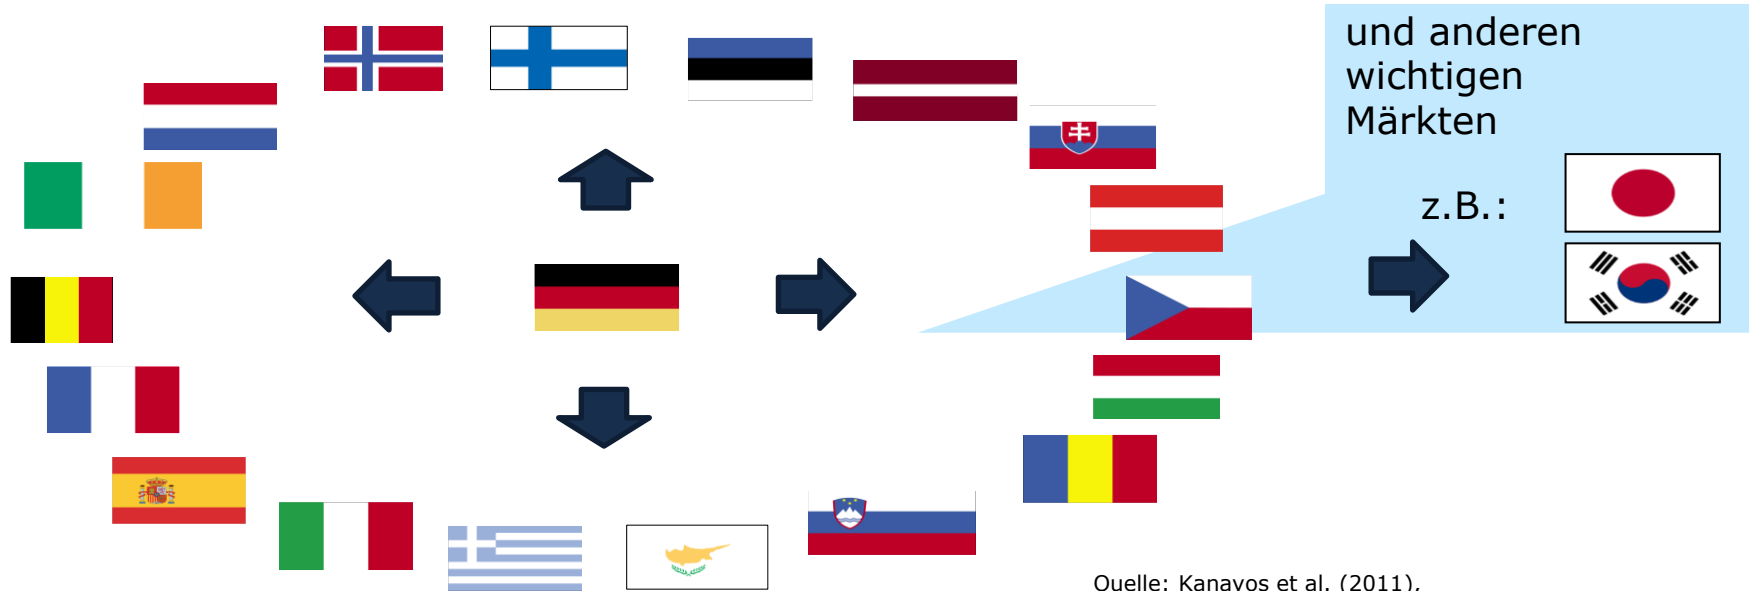 und anderen
wichtigen
Märkten
z.B.:
Quelle: Kanavos et al. (2011),